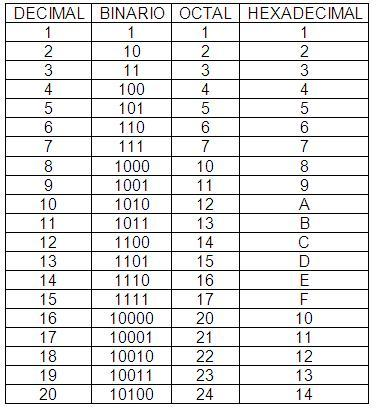 DECIMAL BINARIO OCTAL HEXADECIMAL
1 1 1 1
2 10 2 2
3 11 3 3
4 100 4 4
5 101 5 5
6 110 6 6
7 111 7 7
8 1000 10 8
9 1001 11 9
10 1010 12 A
11 1011 13 B
12 1100 14 C
13 1101 15 D
14 1110 16 E
15 1111 17 F
16 10000 20 10
17 10001 21 11
18 10010 22 12
19 10011 23 13
20 10100 24 14